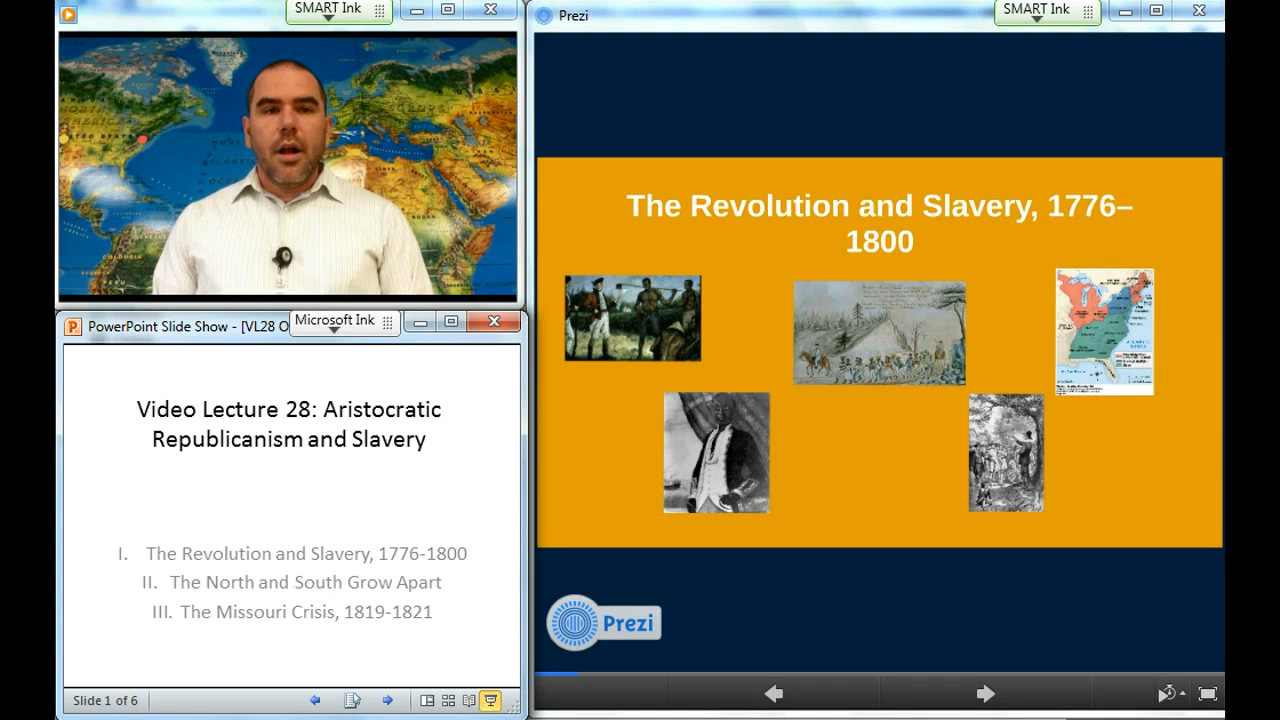 SMART Ink
Prezi
SMART Ink
The Revolution and Slavery, 1776–
1800
PowerPoint Slide Show - [VL28 O
Microsoft Ink
Video Lecture 28: Aristocratic
Republicanism and Slavery
I. The Revolution and Slavery, 1776-1800
II. The North and South Grow Apart
III. The Missouri Crisis, 1819-1821
Slide 1 of 6
Prezi